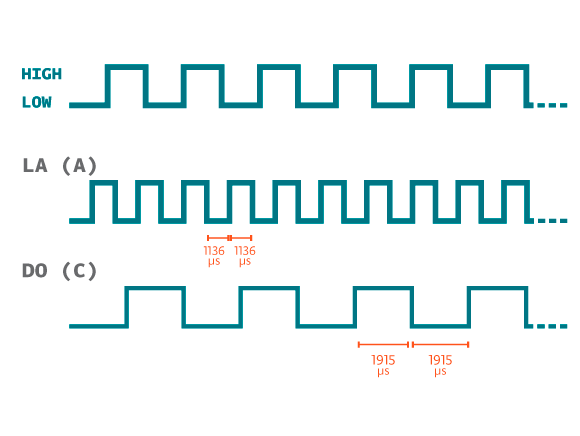 HIGH
LOW
LA (A)
1136 1136
µs µs
DO (C)
1915 1915
µs µs